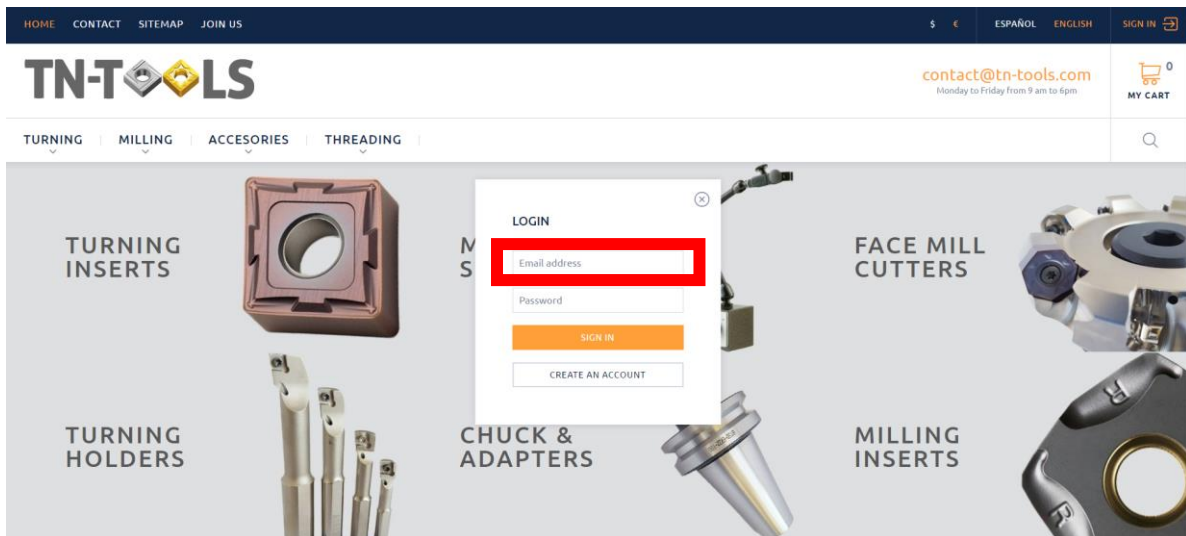 HOME CONTACT SITEMAP JOIN US
$ € ESPAÑOL ENGLISH SIGN IN
TN-TOOLS
contact@tn-tools.com
Monday to Friday from 9 am to 6pm
0
MY CART
TURNING MILLING ACCESORIES THREADING
LOGIN
Email address
Password
SIGN IN
CREATE AN ACCOUNT
TURNING
INSERTS
M
S
FACE MILL
CUTTERS
TURNING
HOLDERS
CHUCK &
ADAPTERS
MILLING
INSERTS
R
R